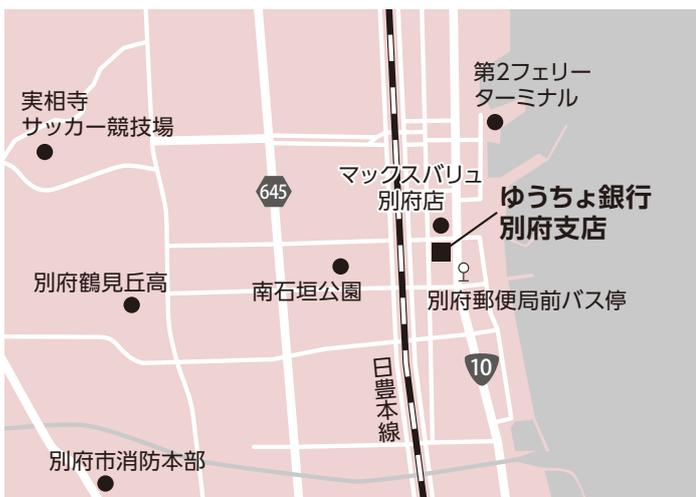 第2フェリー
ターミナル
実相寺
サッカー競技場
マックスバリュ
別府店
645
ゆうちょ銀行
別府支店
別府鶴見丘高
南石垣公園
別府郵便局前バス停
10
日豊本線
別府市消防本部